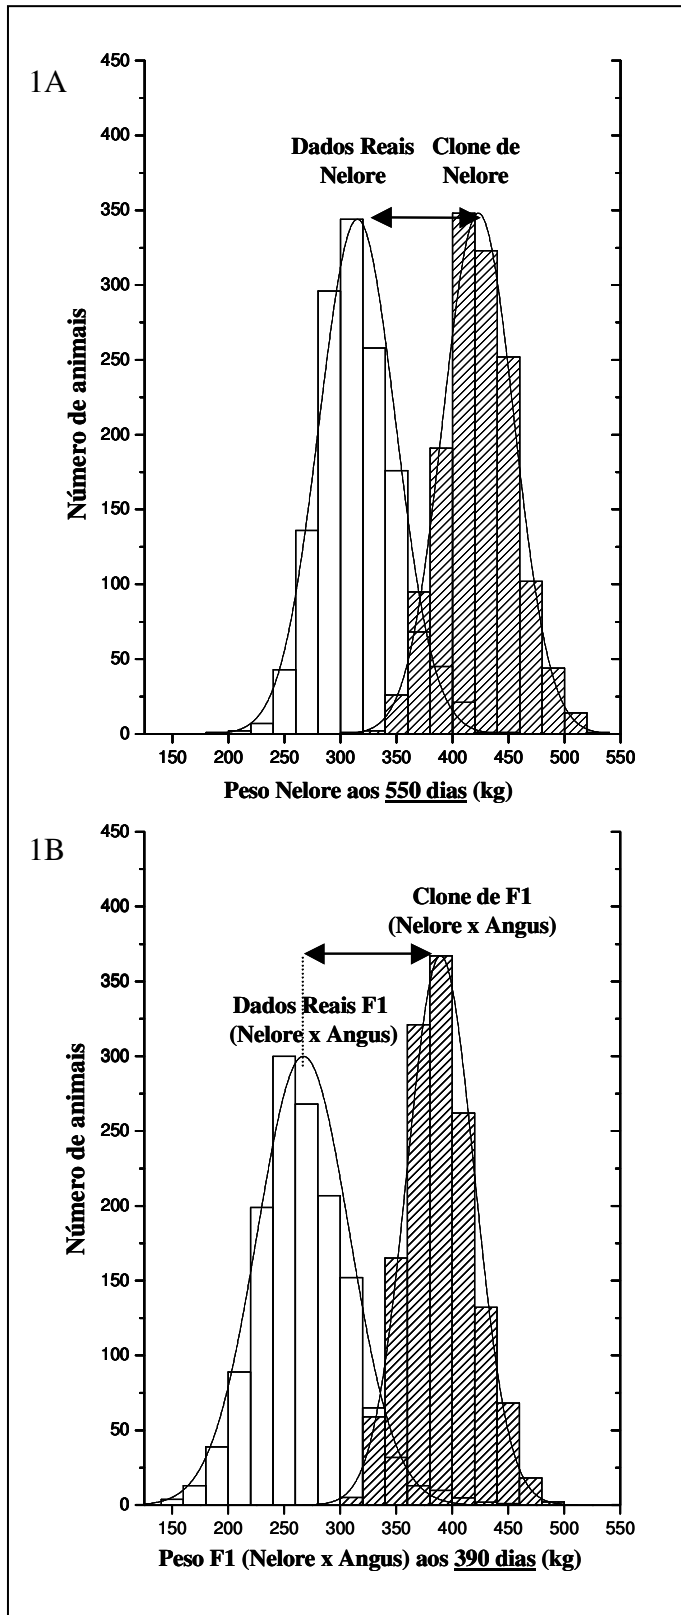 1A
450
400
350
300
250
200
150
100
50
0
Número de animais
Dados Reais
Nelore
Clone de
Nelore
150 200 250 300 350 400 450 500 550
Peso Nelore aos 550 dias (kg)
1B
450
400
350
300
250
200
150
100
50
0
Número de animais
Clone de F1
(Nelore x Angus)
Dados Reais F1
(Nelore x Angus)
150 200 250 300 350 400 450 500 550
Peso F1 (Nelore x Angus) aos 390 dias (kg)